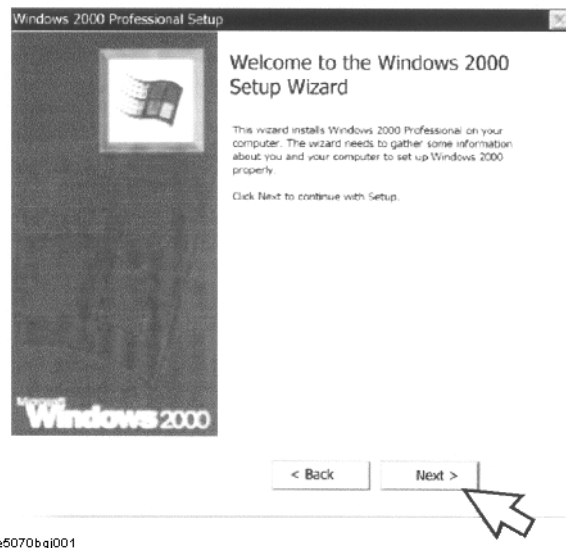 Windows 2000 Professional Setup
Welcome to the Windows 2000
Setup Wizard
This wizard installs Windows 2000 Professional on your
computer. The wizard needs to gather some information
about you and your computer to set up Windows 2000
properly.
Click Next to continue with Setup.
Microsoft
Windows 2000
< Back
Next >
e5070bqj001